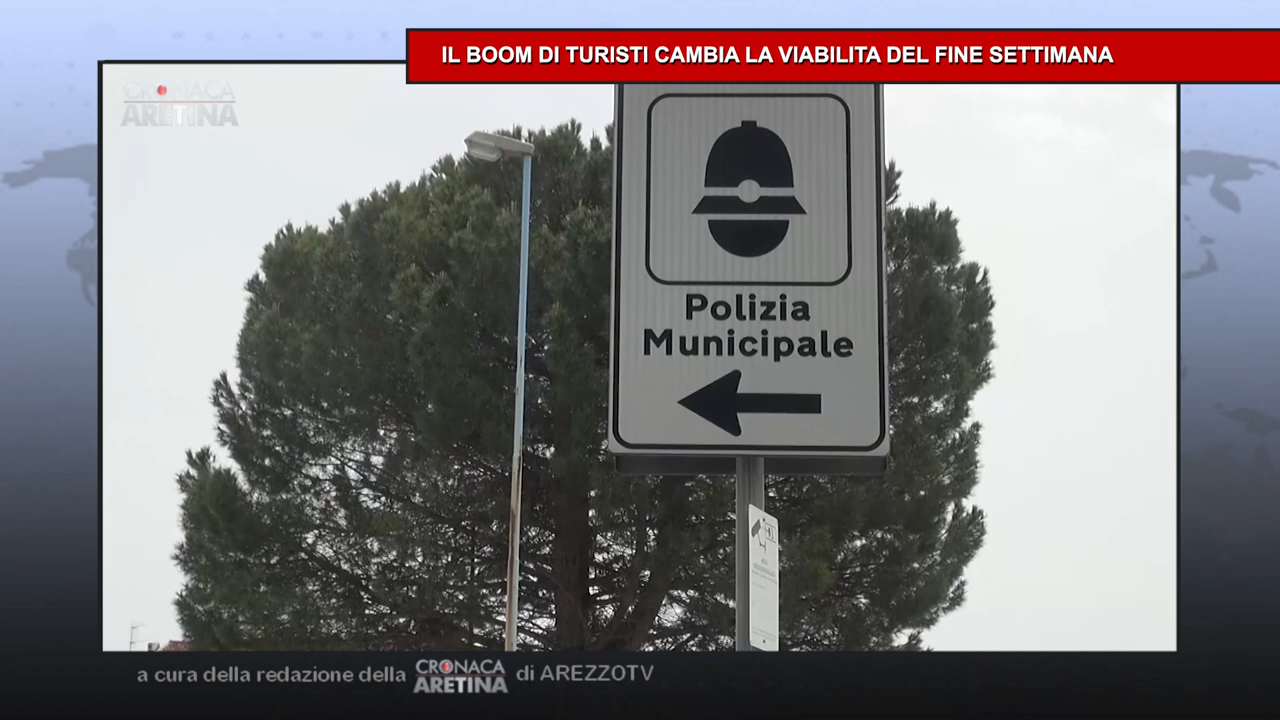 IL BOOM DI TURISTI CAMBIA LA VIABILITA DEL FINE SETTIMANA
CRONACA
ARETINA
Polizia
Municipale
a cura della redazione della CRONACA ARETINA di AREZZOTV